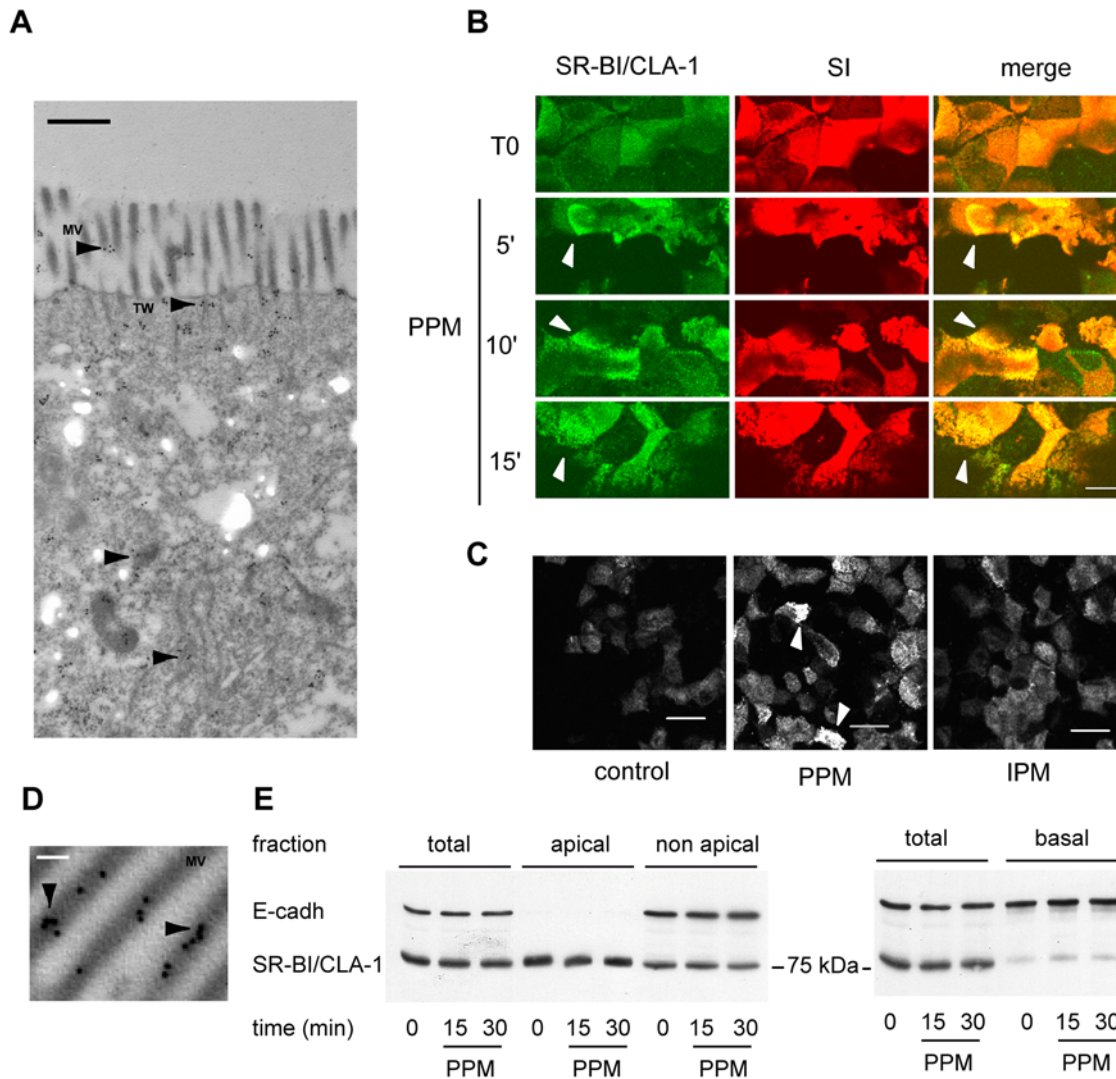 A
MV
TW
B
SR-BI/CLA-1 SI merge
T0
PPM
5'
10'
15'
C
control PPM IPM
D
MV
E
fraction total apical non apical total basal
E-cadh
SR-BI/CLA-1 – 75 kDa –
time (min) 0 15 30 0 15 30 0 15 30 0 15 30 0 15 30
PPM PPM PPM PPM PPM